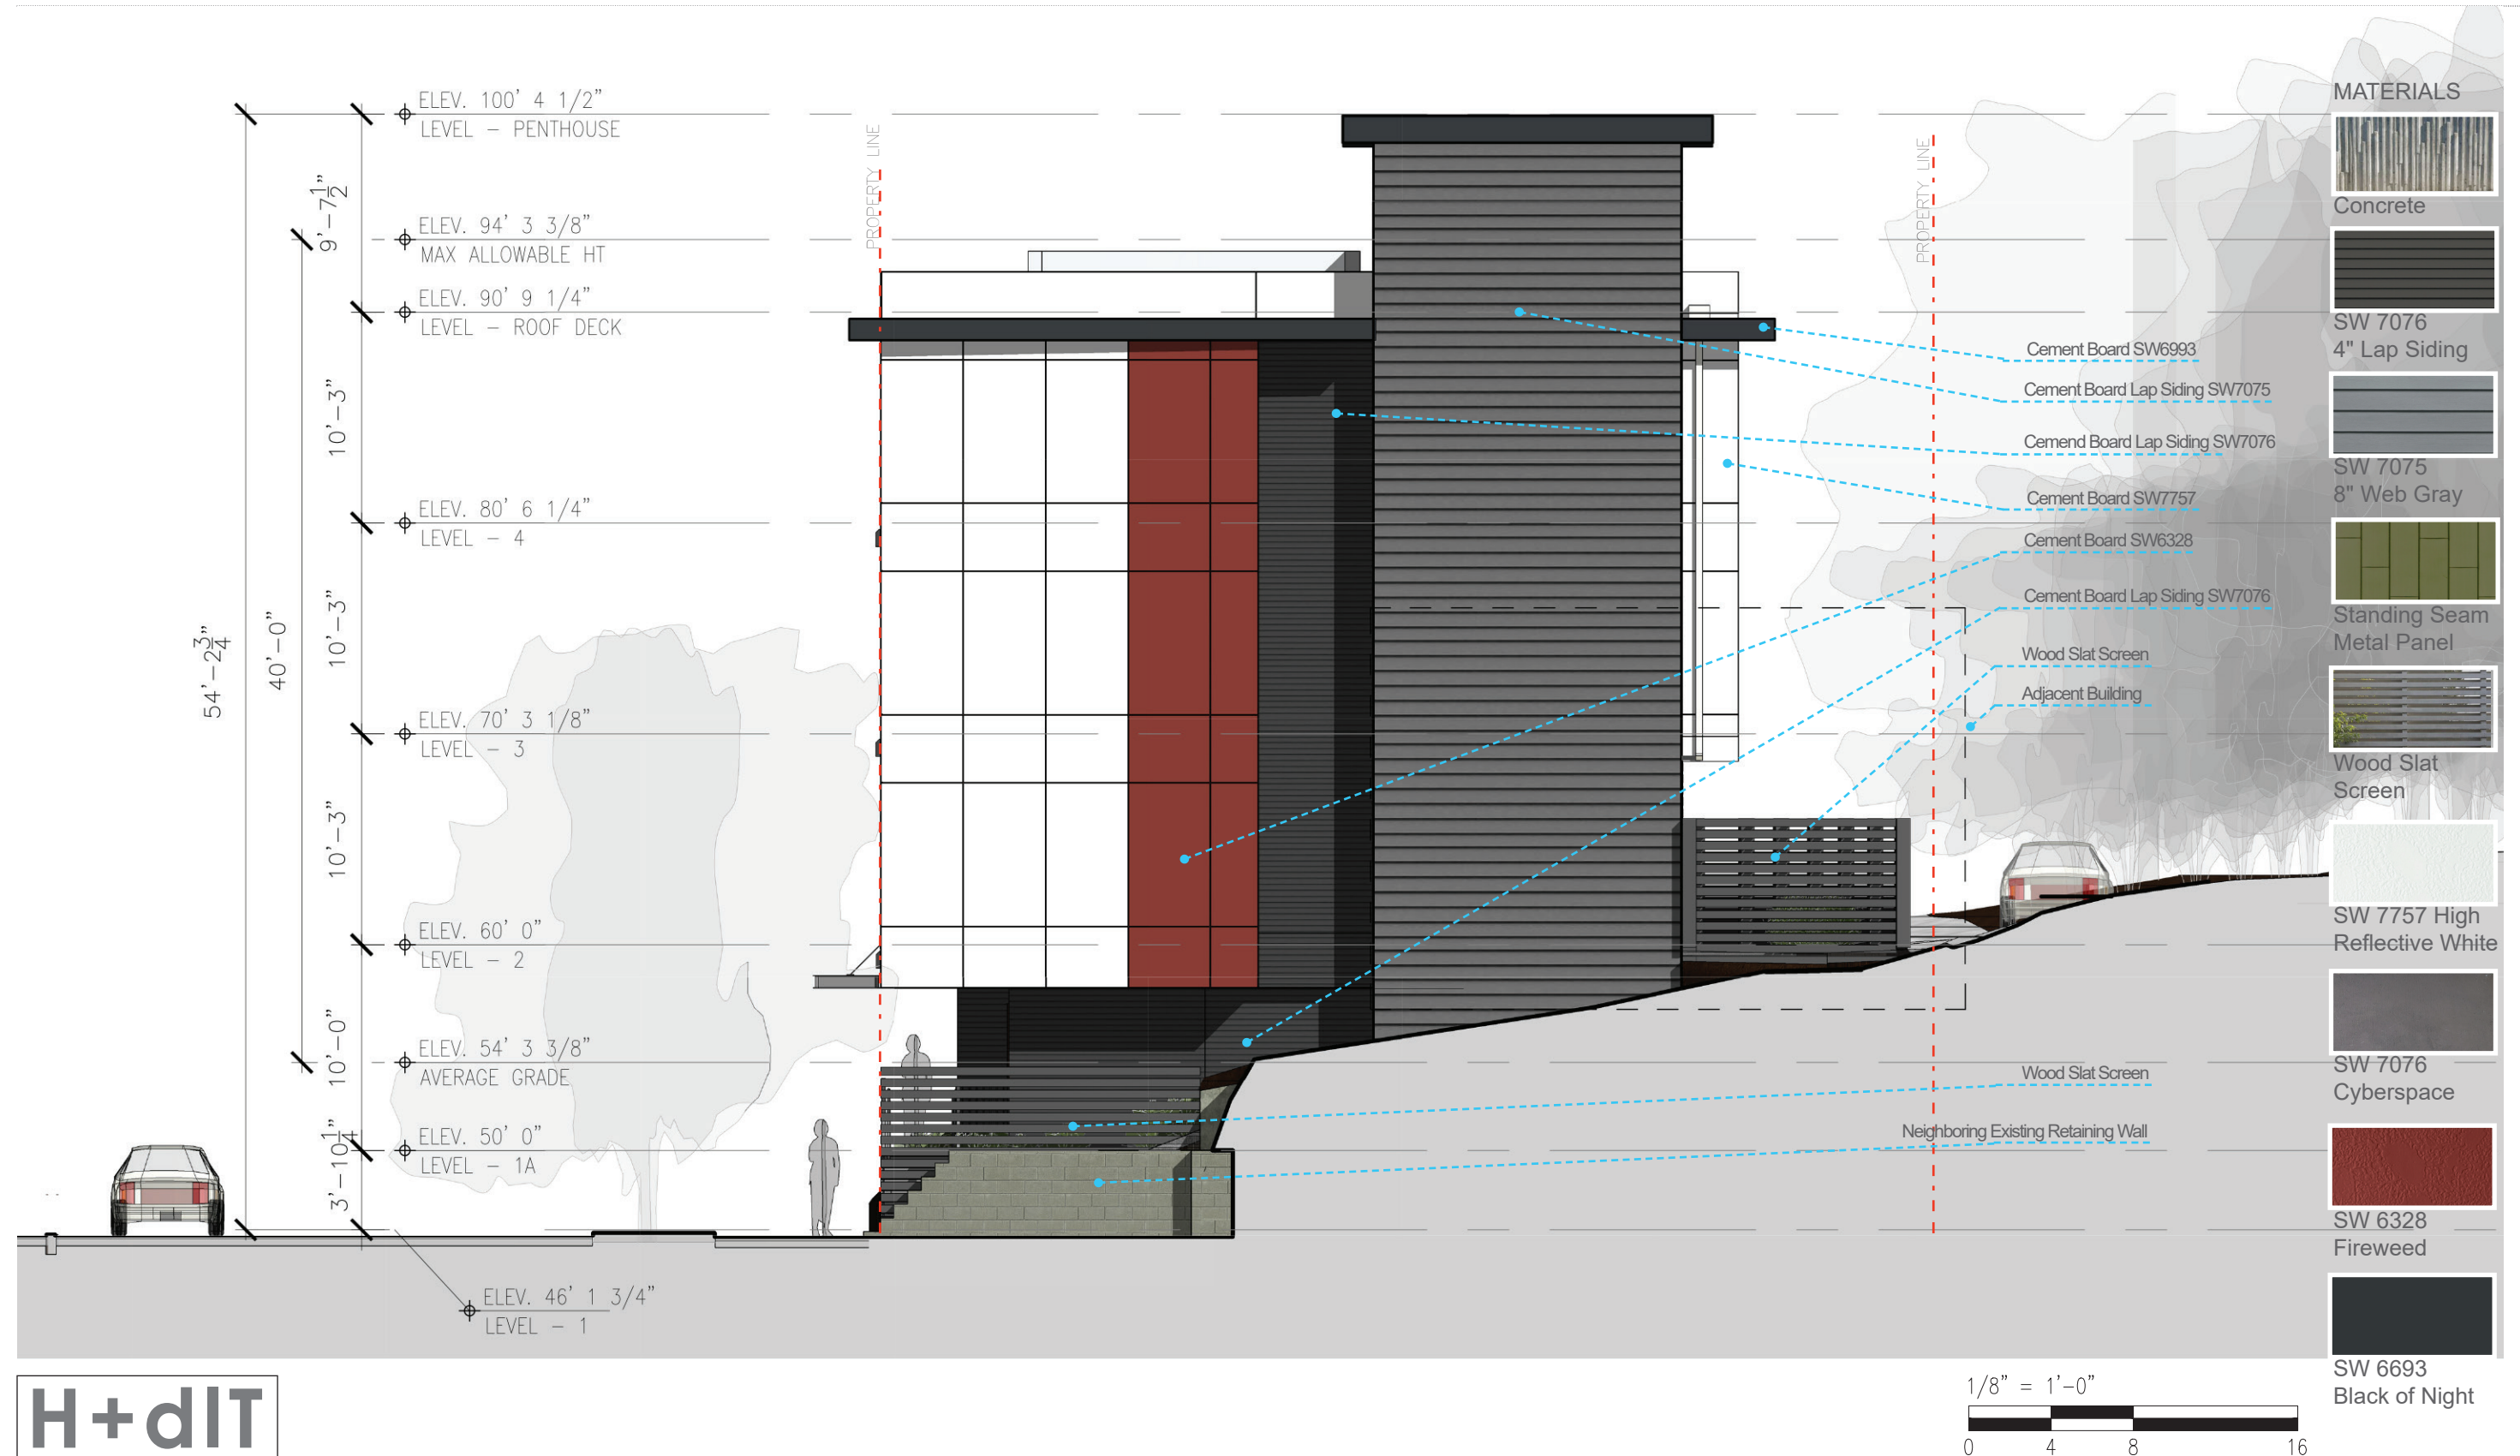 ELEV. 100' 4 1/2"
LEVEL – PENTHOUSE
ELEV. 94' 3 3/8"
MAX ALLOWABLE HT
ELEV. 90' 9 1/4"
LEVEL – ROOF DECK
ELEV. 80' 6 1/4"
LEVEL – 4
ELEV. 70' 3 1/8"
LEVEL – 3
ELEV. 60' 0"
LEVEL – 2
ELEV. 54' 3 3/8"
AVERAGE GRADE
ELEV. 50' 0"
LEVEL – 1A
ELEV. 46' 1 3/4"
LEVEL – 1
9'–7 1/2"
10'–3"
10'–3"
10'–3"
10'–0"
3'–10 1/4"
40'–0"
54'–2 3/4"
PROPERTY LINE
PROPERTY LINE
Cement Board SW6993
Cement Board Lap Siding SW7075
Cemend Board Lap Siding SW7076
Cement Board SW7757
Cement Board SW6328
Cement Board Lap Siding SW7076
Wood Slat Screen
Adjacent Building
Wood Slat Screen
Neighboring Existing Retaining Wall
MATERIALS
Concrete
SW 7076
4" Lap Siding
SW 7075
8" Web Gray
Standing Seam
Metal Panel
Wood Slat
Screen
SW 7757 High
Reflective White
SW 7076
Cyberspace
SW 6328
Fireweed
SW 6693
Black of Night
1/8" = 1'–0"
0 4 8 16
H+dIT